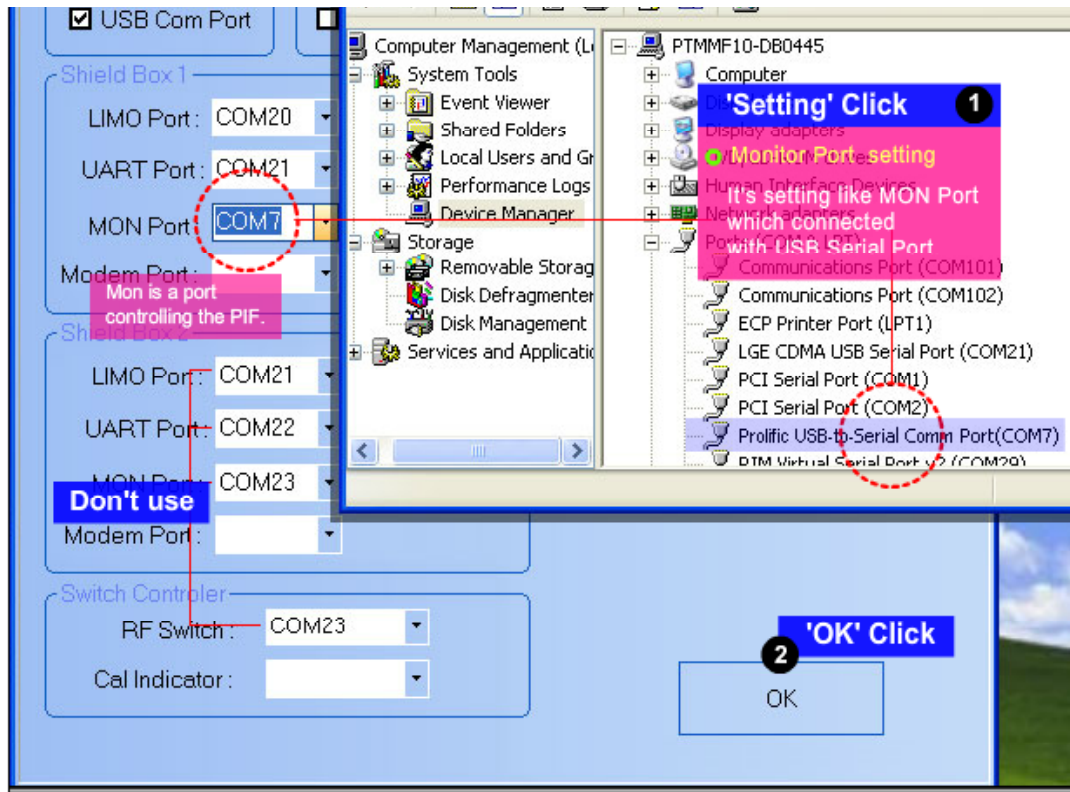 USB Com Port
Shield Box 1
LIMO Port : COM20
UART Port : COM21
MON Port COM7
Modem Port :
Mon is a port
controlling the PIF.
Shield Box 2
LIMO Port : COM21
UART Port : COM22
MON Port : COM23
Don't use
Modem Port :
Switch Controler
RF Switch : COM23
Cal Indicator :
Computer Management (L
System Tools
Event Viewer
Shared Folders
Local Users and Gr
Performance Logs
Device Manager
Storage
Removable Storag
Disk Defragmenter
Disk Management
Services and Applicatio
PTMMF10-DB0445
Computer
'Setting' Click 1
Display adapters
Monitor Port setting
Human Interface Devices
It's setting like MON Port
Network adapters
which connected
Ports (COM & LPT)
with USB Serial Port
Communications Port (COM101)
Communications Port (COM102)
ECP Printer Port (LPT1)
LGE CDMA USB Serial Port (COM21)
PCI Serial Port (COM1)
PCI Serial Port (COM2)
Prolific USB-to-Serial Comm Port(COM7)
RIM Virtual Serial Port v2 (COM29)
'OK' Click
2
OK